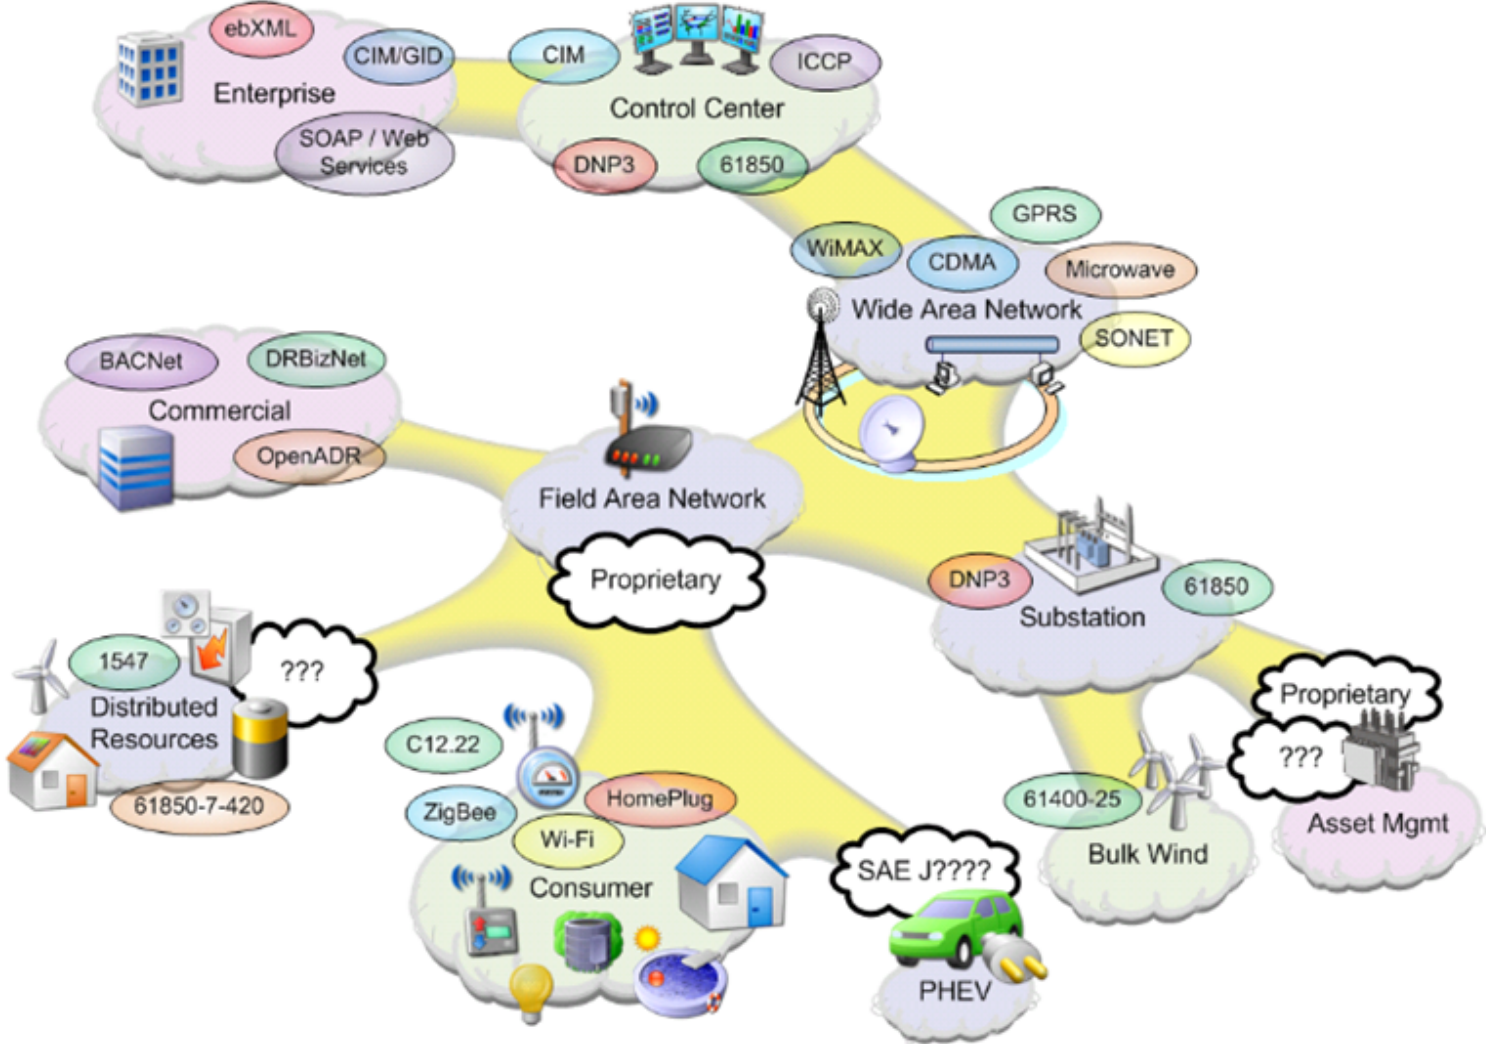 ebXML
CIM/GID
Enterprise
SOAP / Web
Services
CIM
ICCP
Control Center
DNP3
61850
GPRS
WiMAX
CDMA
Microwave
Wide Area Network
SONET
BACNet
DRBizNet
Commercial
OpenADR
Field Area Network
Proprietary
DNP3
61850
Substation
1547
???
Distributed
Resources
61850-7-420
Proprietary
???
Asset Mgmt
C12.22
ZigBee
HomePlug
Wi-Fi
Consumer
61400-25
Bulk Wind
SAE J????
PHEV